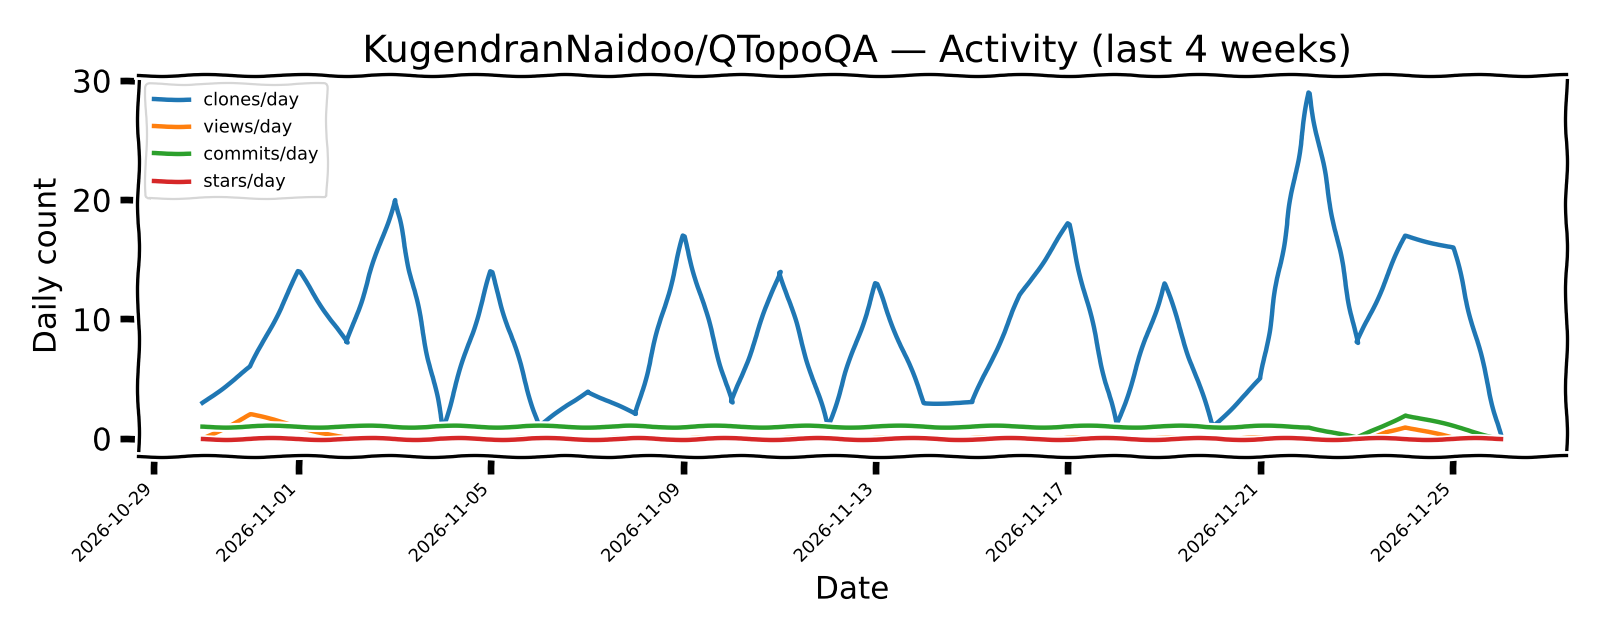 KugendranNaidoo/QTopoQA — Activity (last 4 weeks)
clones/day
views/day
commits/day
stars/day
Daily count
30
20
10
0
2026-10-29
2026-11-01
2026-11-05
2026-11-09
2026-11-13
2026-11-17
2026-11-21
2026-11-25
Date